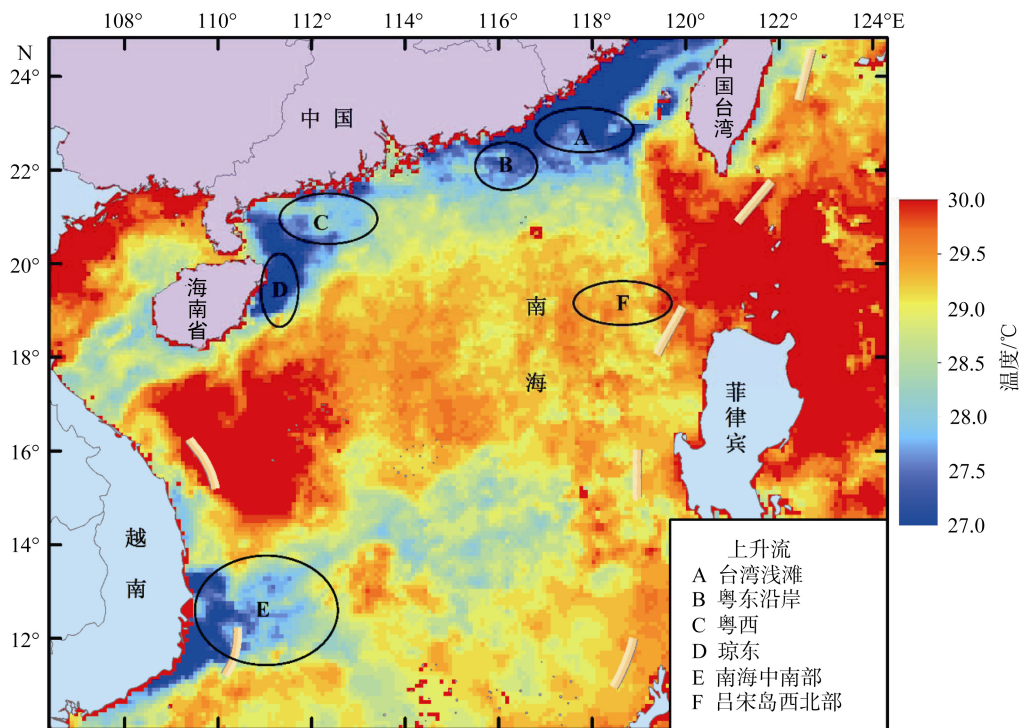 108° 110° 112° 114° 116° 118° 120° 122° 124°E
N
24°
22°
20°
18°
16°
14°
12°
中国
中国台湾
海南省
南海
菲律宾
越南
A
B
C
D
E
F
30.0
29.5
29.0
28.5
28.0
27.5
27.0
温度/℃
上升流
A 台湾浅滩
B 粤东沿岸
C 粤西
D 琼东
E 南海中南部
F 吕宋岛西北部